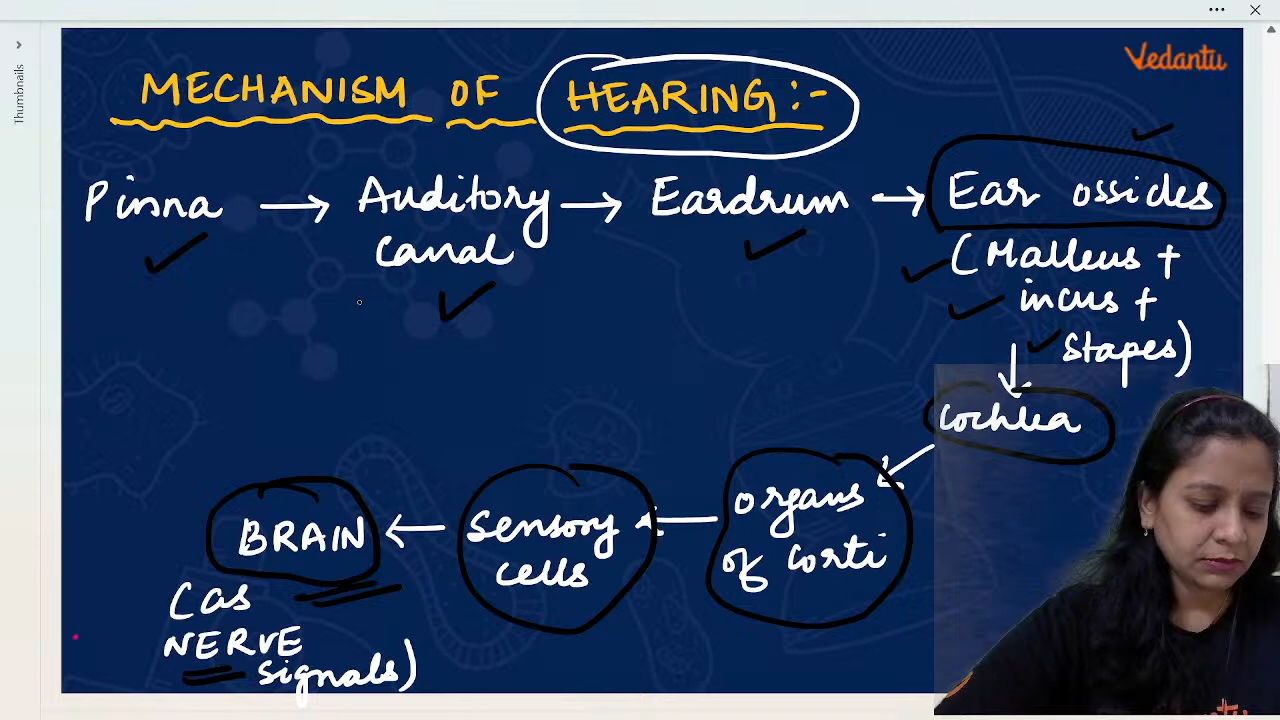 Thumbnails
Vedantu
MECHANISM OF HEARING:-
Pinna → Auditory canal → Eardrum → Ear ossicles
(Malleus +
incus +
stapes)
↓
cochlea
organs
of corti
← sensory
cells
← BRAIN
(as
NERVE
signals)